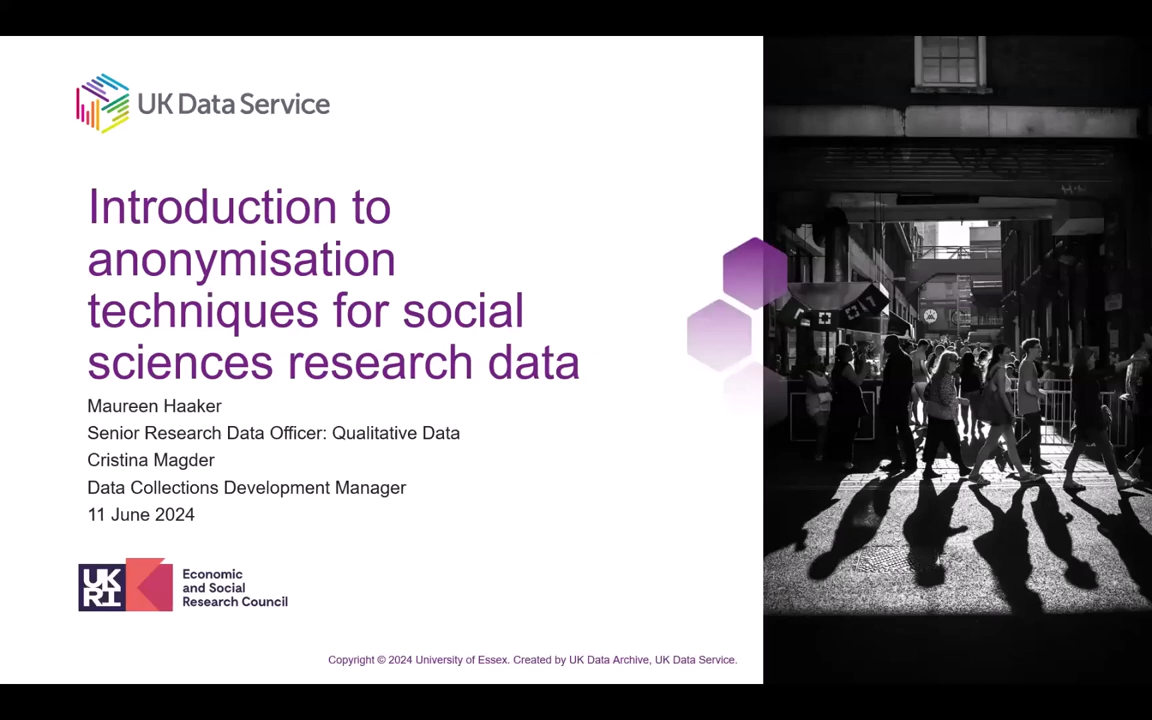 UK Data Service
Introduction to
anonymisation
techniques for social
sciences research data
Maureen Haaker
Senior Research Data Officer: Qualitative Data
Cristina Magder
Data Collections Development Manager
11 June 2024
UK
RI
Economic
and Social
Research Council
Copyright © 2024 University of Essex. Created by UK Data Archive, UK Data Service.